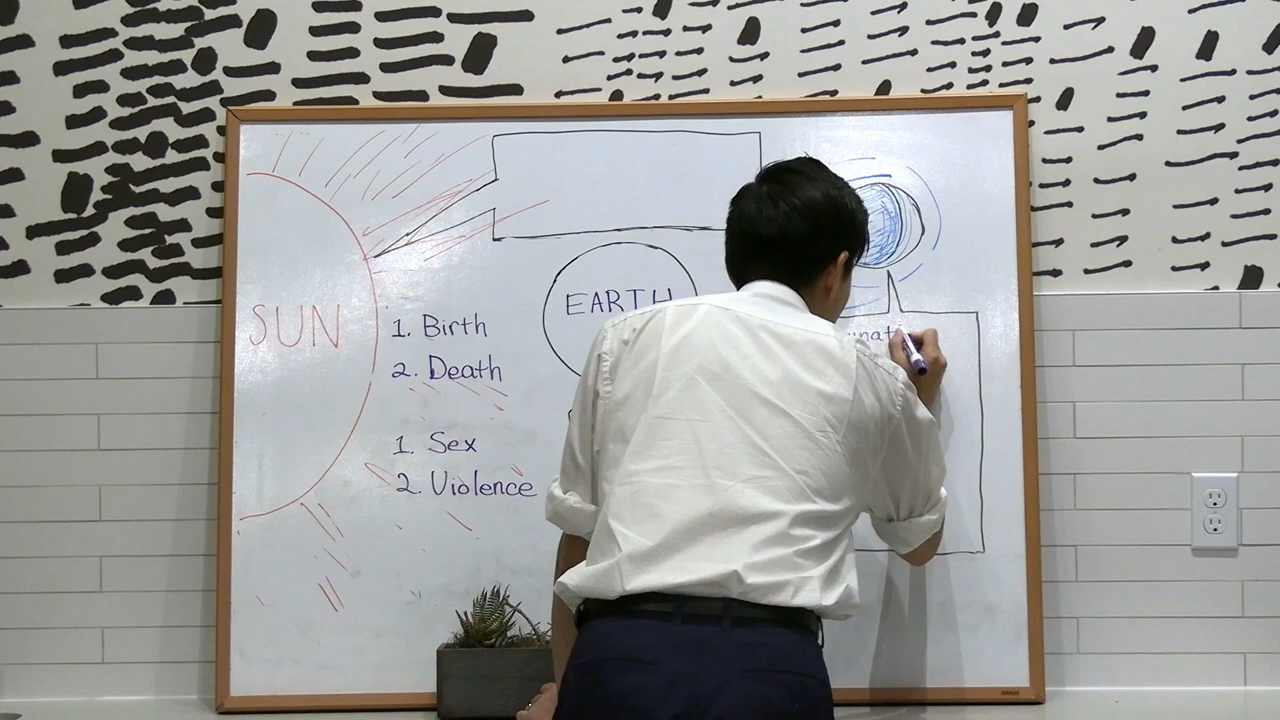 SUN
EARTH
1. Birth
2. Death
1. Sex
2. Violence